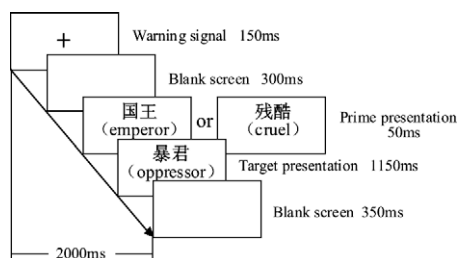 +
Warning signal 150ms
Blank screen 300ms
国王
(emperor)
or
残酷
(cruel)
Prime presentation
50ms
暴君
(oppressor)
Target presentation 1150ms
Blank screen 350ms
2000ms